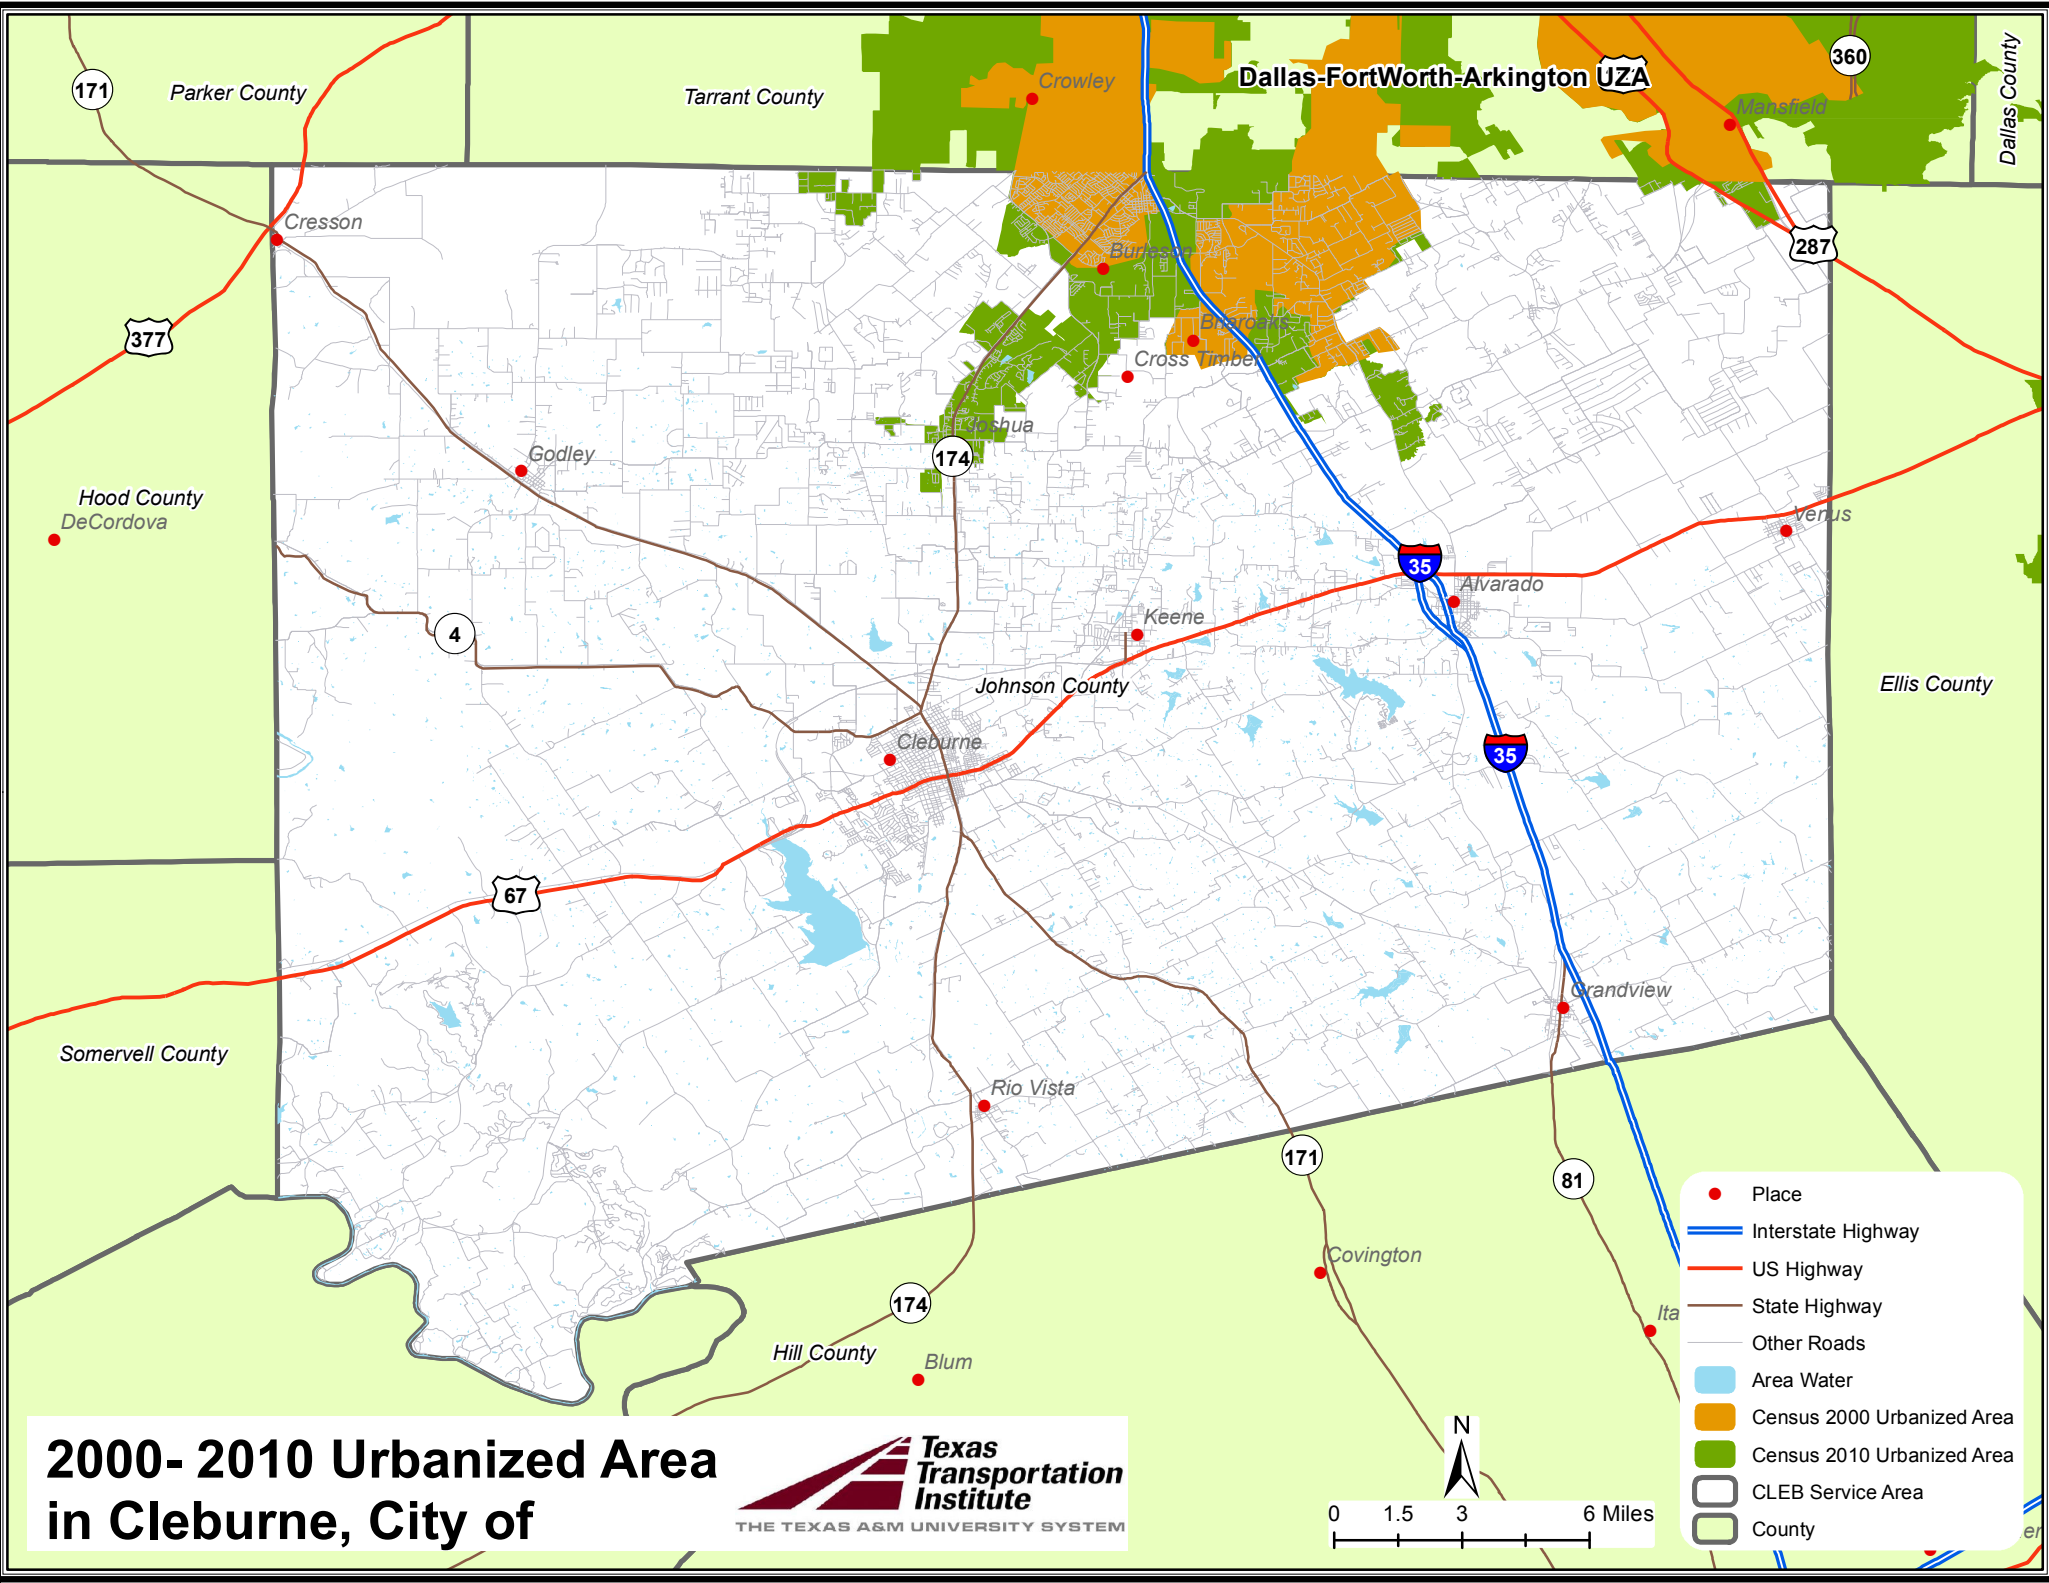 171
Parker County
Tarrant County
Crowley
Dallas-FortWorth-Arkington UZA
360
Mansfield
Dallas County
Cresson
Burleson
287
377
Briaroaks
Cross Timber
Joshua
174
Godley
Hood County
DeCordova
Venus
35
Alvarado
4
Keene
Johnson County
Ellis County
Cleburne
35
67
Grandview
Somervell County
Rio Vista
171
81
Covington
174
Hill County
Blum
Ita
Place
Interstate Highway
US Highway
State Highway
Other Roads
Area Water
Census 2000 Urbanized Area
Census 2010 Urbanized Area
CLEB Service Area
County
2000- 2010 Urbanized Area
in Cleburne, City of
Texas
Transportation
Institute
THE TEXAS A&M UNIVERSITY SYSTEM
N
0 1.5 3 6 Miles